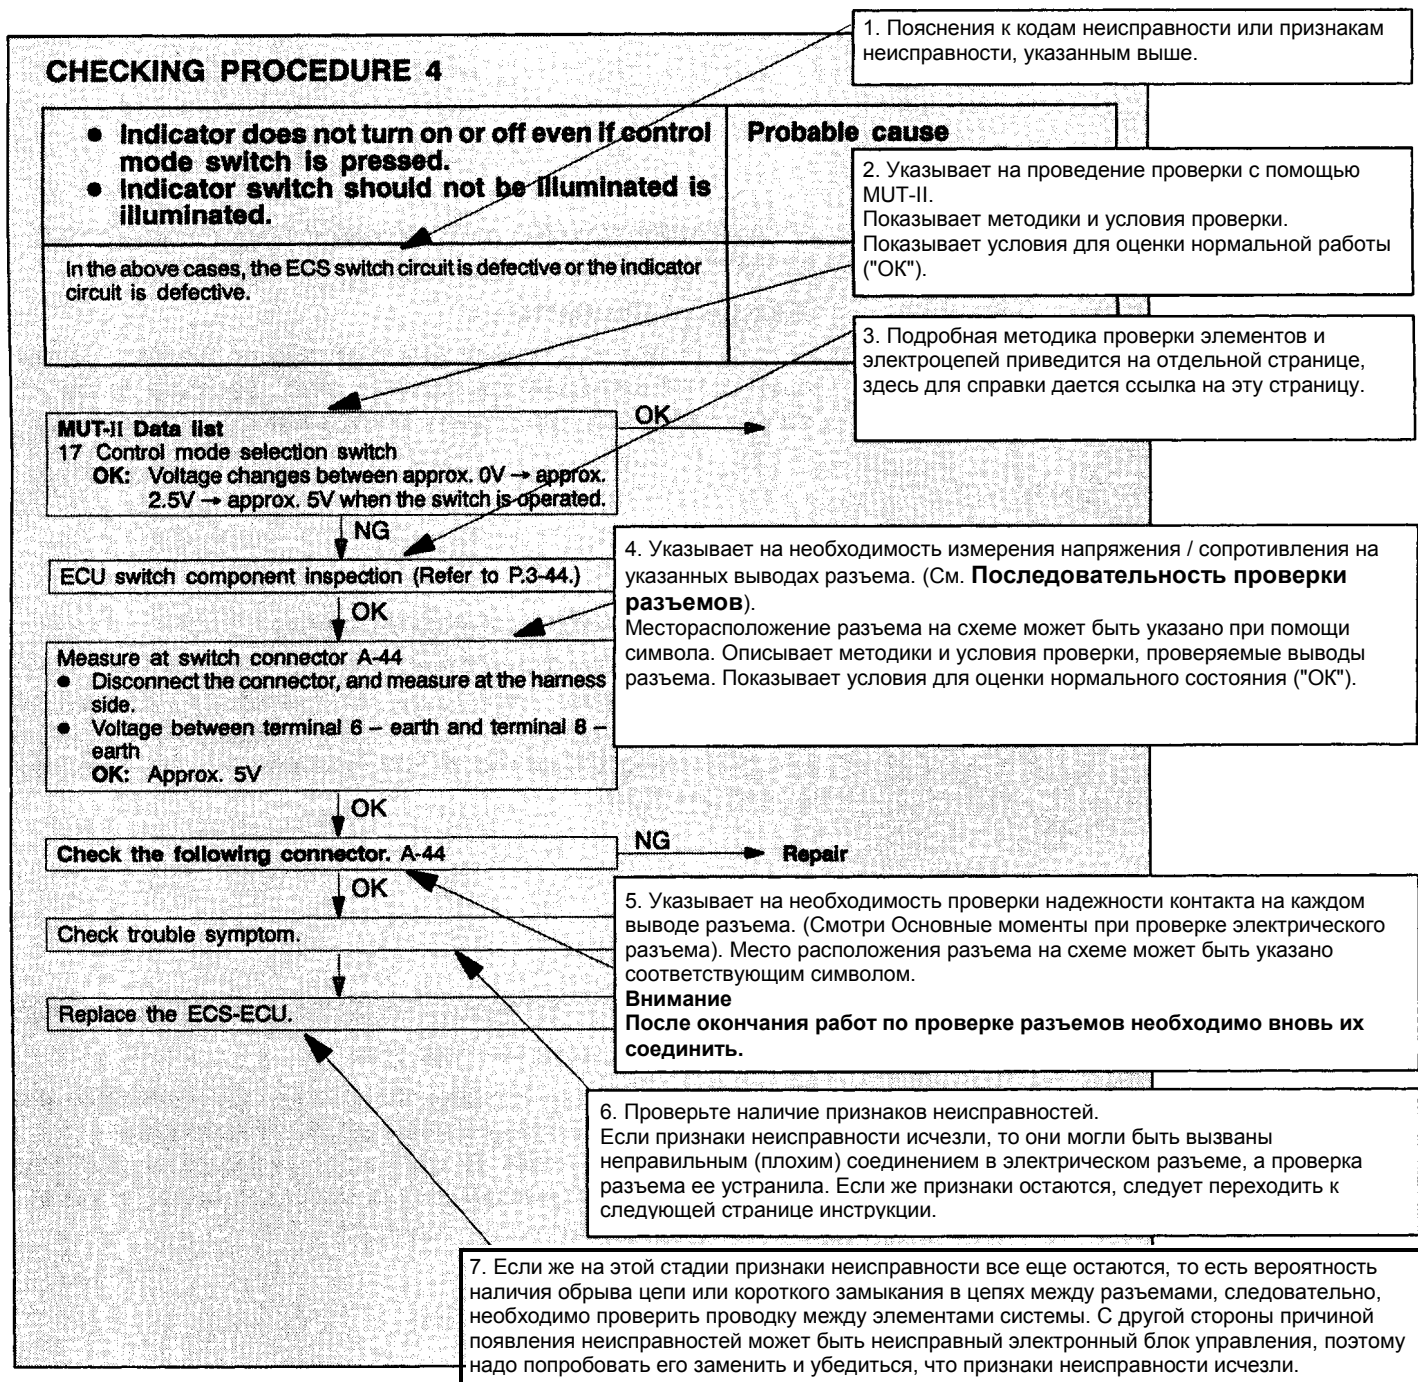 1. Пояснения к кодам неисправности или признакам
неисправности, указанным выше.
CHECKING PROCEDURE 4
● Indicator does not turn on or off even if control
mode switch is pressed.
● Indicator switch should not be illuminated is
illuminated.
Probable cause
2. Указывает на проведение проверки с помощью
MUT-II.
Показывает методики и условия проверки.
Показывает условия для оценки нормальной работы
("ОК").
In the above cases, the ECS switch circuit is defective or the indicator
circuit is defective.
3. Подробная методика проверки элементов и
электроцепей приведится на отдельной странице,
здесь для справки дается ссылка на эту страницу.
MUT-II Data list
17 Control mode selection switch
OK: Voltage changes between approx. 0V → approx.
2.5V → approx. 5V when the switch is operated.
OK
NG
ECU switch component inspection (Refer to P.3-44.)
OK
4. Указывает на необходимость измерения напряжения / сопротивления на
указанных выводах разъема. (См. Последовательность проверки
разъемов).
Месторасположение разъема на схеме может быть указано при помощи
символа. Описывает методики и условия проверки, проверяемые выводы
разъема. Показывает условия для оценки нормального состояния ("ОК").
Measure at switch connector A-44
● Disconnect the connector, and measure at the harness
side.
● Voltage between terminal 6 – earth and terminal 8 –
earth
OK: Approx. 5V
OK
Check the following connector. A-44
NG
Repair
OK
5. Указывает на необходимость проверки надежности контакта на каждом
выводе разъема. (Смотри Основные моменты при проверке электрического
разъема). Место расположения разъема на схеме может быть указано
соответствующим символом.
Внимание
После окончания работ по проверке разъемов необходимо вновь их
соединить.
Check trouble symptom.
Replace the ECS-ECU.
6. Проверьте наличие признаков неисправностей.
Если признаки неисправности исчезли, то они могли быть вызваны
неправильным (плохим) соединением в электрическом разъеме, а проверка
разъема ее устранила. Если же признаки остаются, следует переходить к
следующей странице инструкции.
7. Если же на этой стадии признаки неисправности все еще остаются, то есть вероятность
наличия обрыва цепи или короткого замыкания в цепях между разъемами, следовательно,
необходимо проверить проводку между элементами системы. С другой стороны причиной
появления неисправностей может быть неисправный электронный блок управления, поэтому
надо попробовать его заменить и убедиться, что признаки неисправности исчезли.